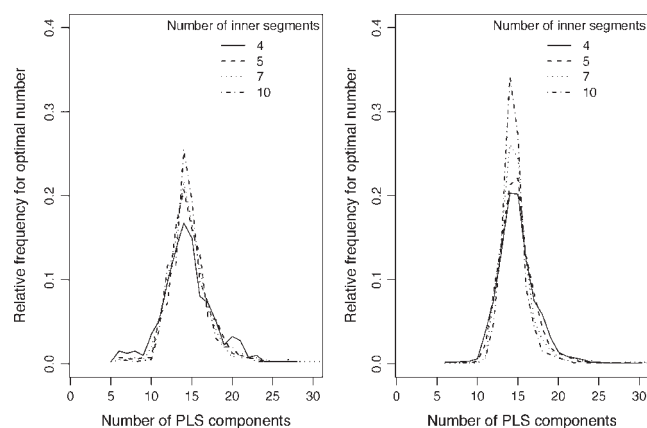 Number of inner segments
4
5
7
10
Relative frequency for optimal number
0.4
0.3
0.2
0.1
0.0
0 5 10 15 20 25 30
Number of PLS components
Number of inner segments
4
5
7
10
Relative frequency for optimal number
0.4
0.3
0.2
0.1
0.0
0 5 10 15 20 25 30
Number of PLS components